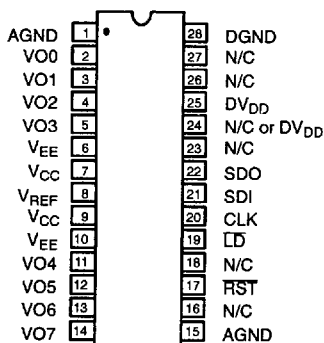 AGND 1 28 DGND
VO0 2 27 N/C
VO1 3 26 N/C
VO2 4 25 DVDD
VO3 5 24 N/C or DVDD
VEE 6 23 N/C
VCC 7 22 SDO
VREF 8 21 SDI
VCC 9 20 CLK
VEE 10 19 L̅D̅
VO4 11 18 N/C
VO5 12 17 R̅S̅T̅
VO6 13 16 N/C
VO7 14 15 AGND